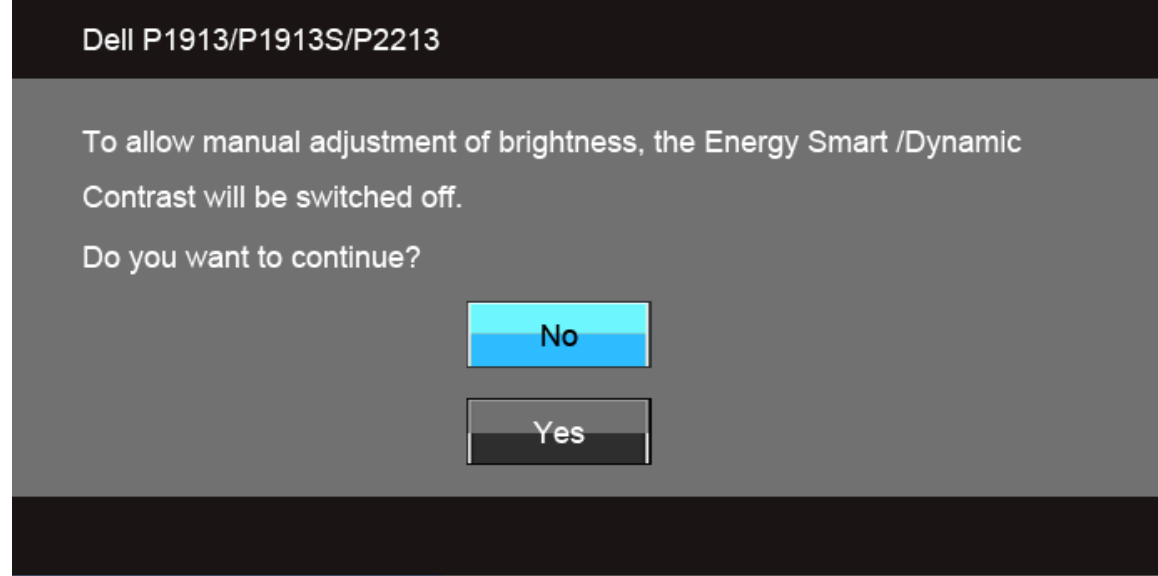 Dell P1913/P1913S/P2213
To allow manual adjustment of brightness, the Energy Smart /Dynamic
Contrast will be switched off.
Do you want to continue?
No
Yes